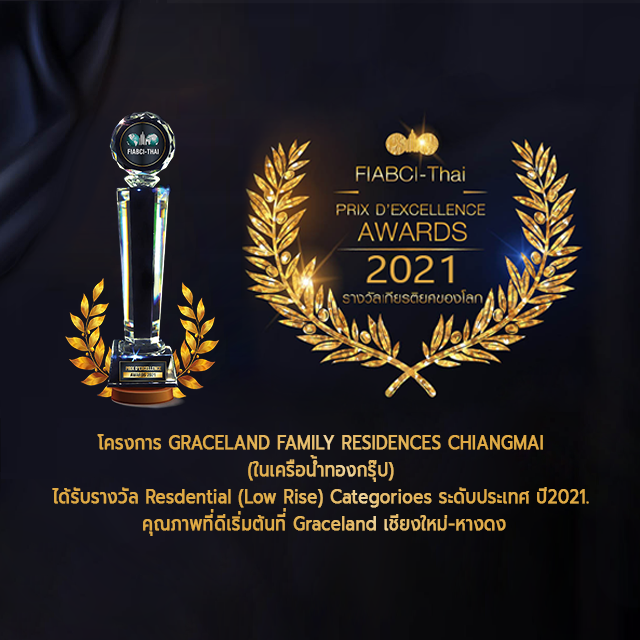 FIABCI-THAI
PRIX D'EXCELLENCE
AWARDS 2021
FIABCI-Thai
PRIX D'EXCELLENCE
AWARDS
2021
รางวัลเกียรติยศของโลก
โครงการ GRACELAND FAMILY RESIDENCES CHIANGMAI
(ในเครือน้ำทองกรุ๊ป)
ได้รับรางวัล Resdential (Low Rise) Categorioes ระดับประเทศ ปี2021.
คุณภาพที่ดีเริ่มต้นที่ Graceland เชียงใหม่-หางดง